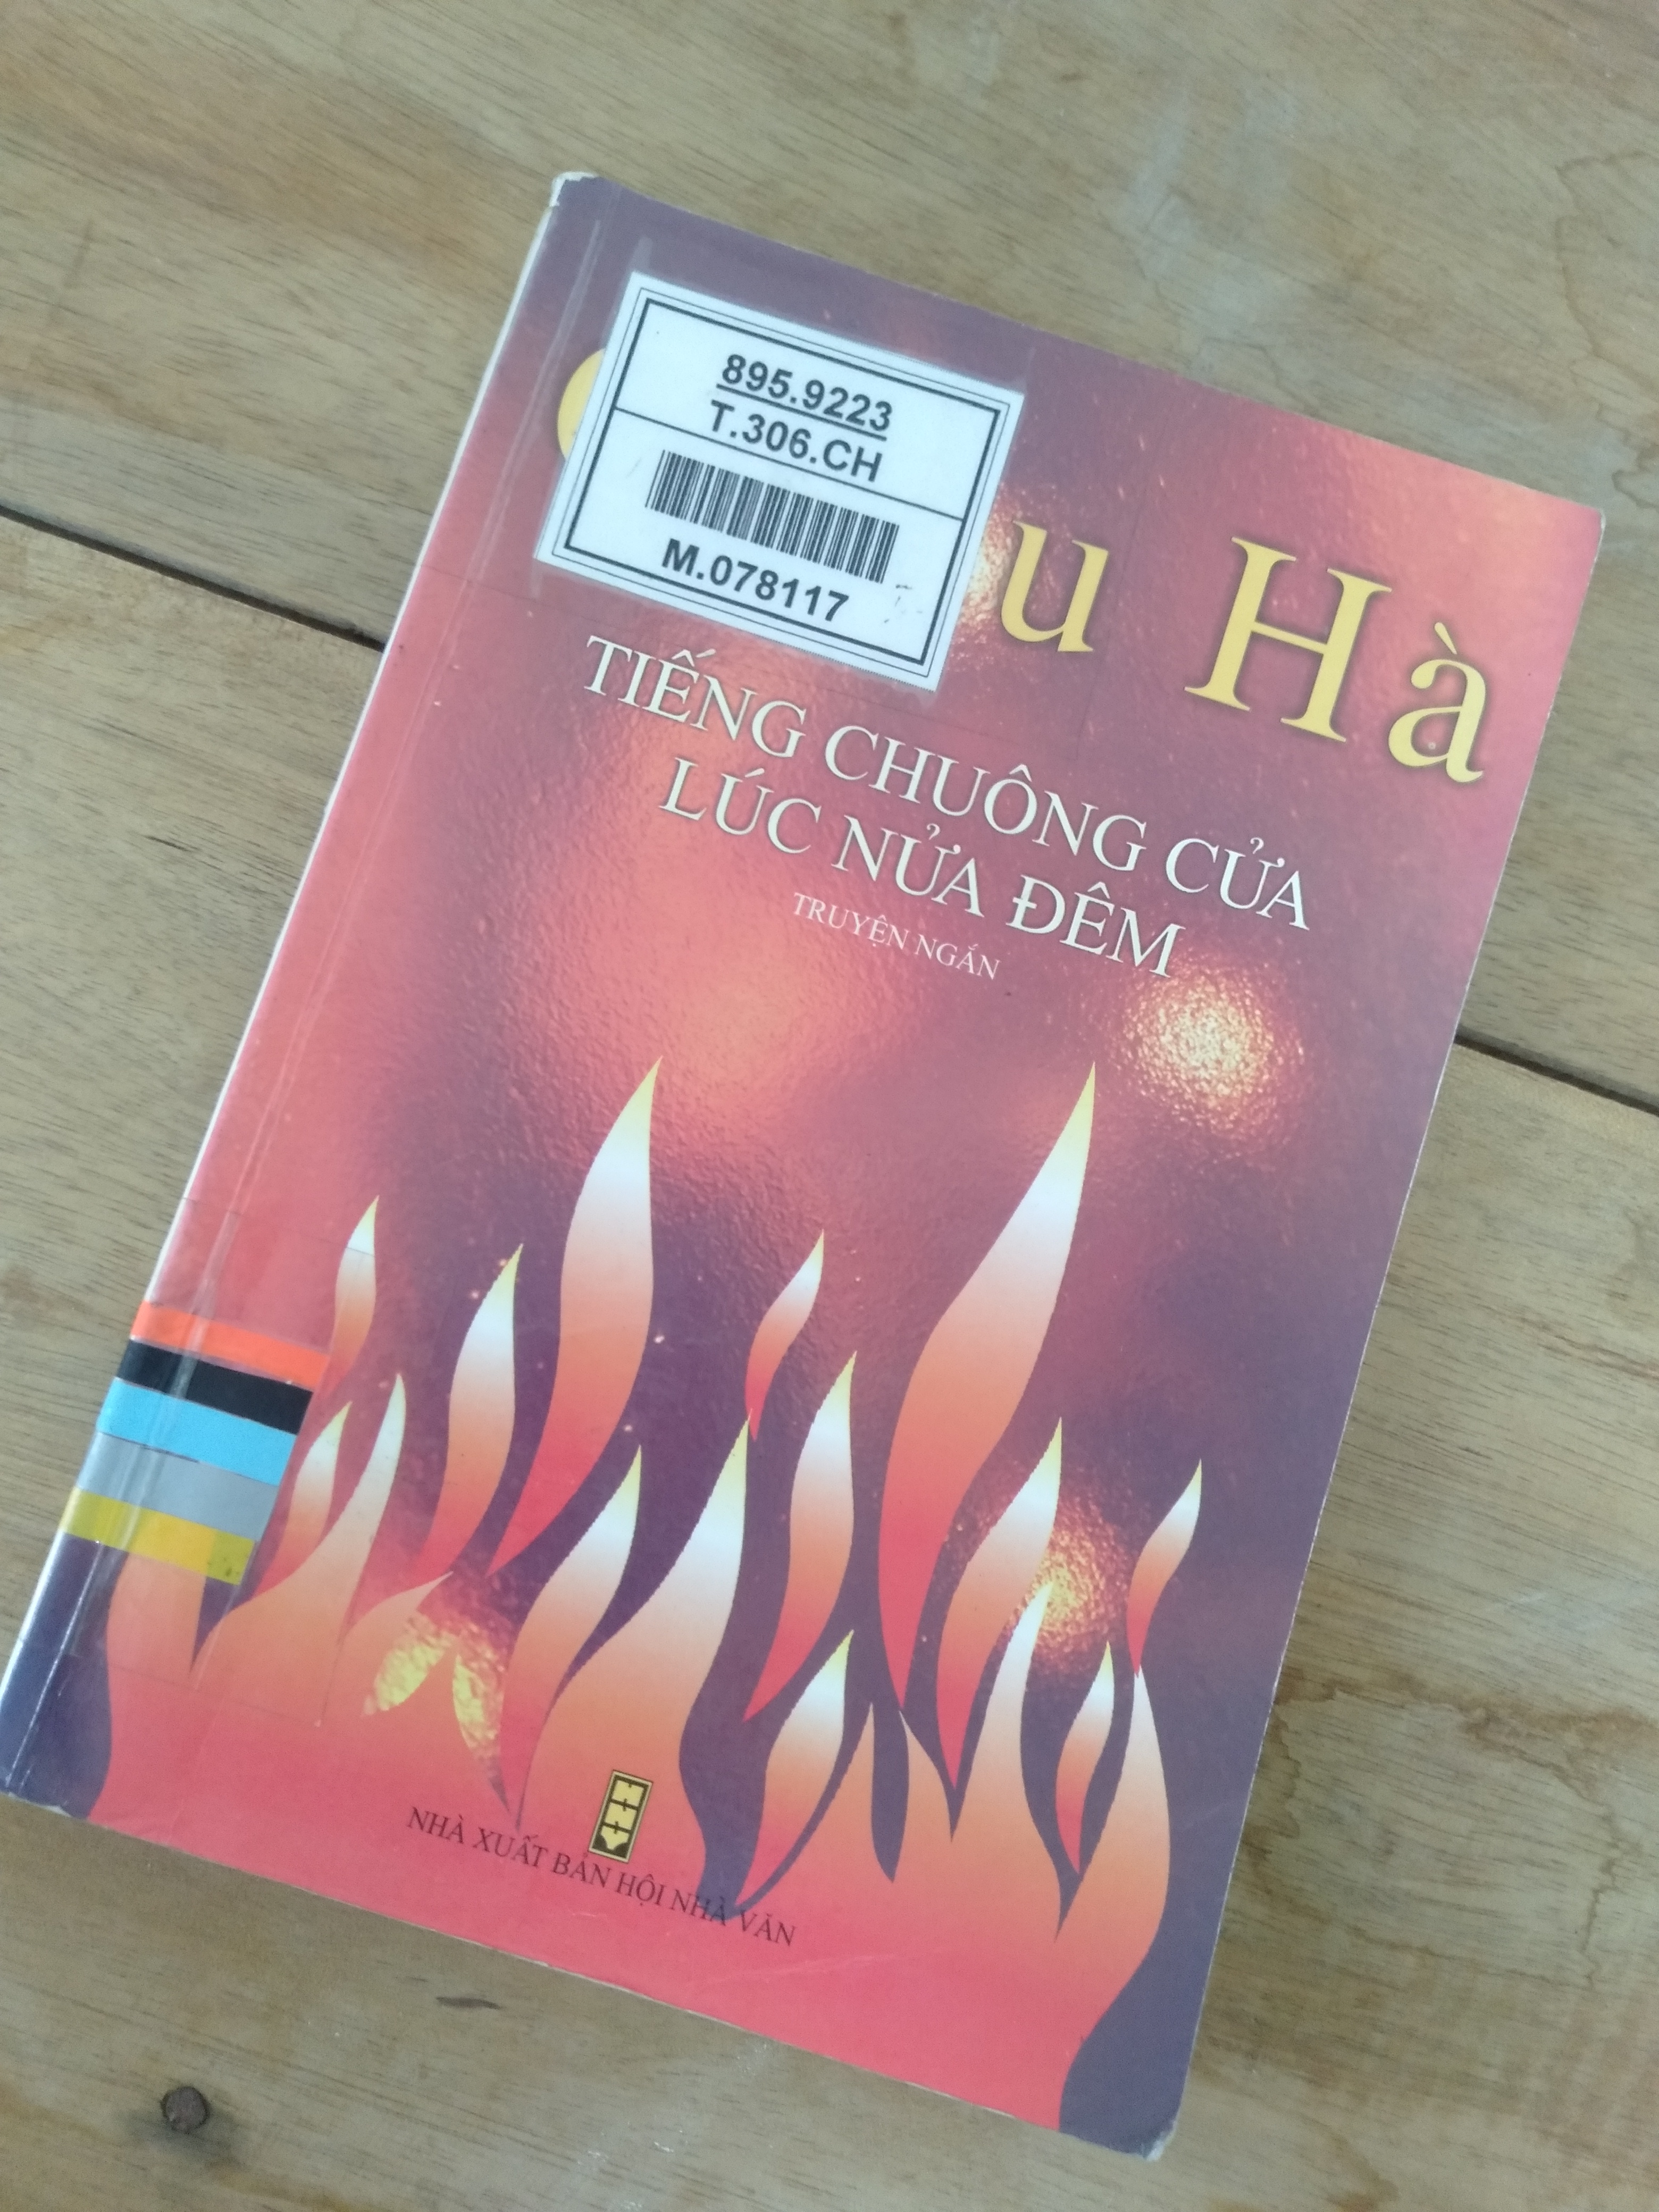 895.9223
T.306.CH
M.078117
u Hà
TIẾNG CHUÔNG CỬA
LÚC NỬA ĐÊM
TRUYỆN NGẮN
NHÀ XUẤT BẢN HỘI NHÀ VĂN